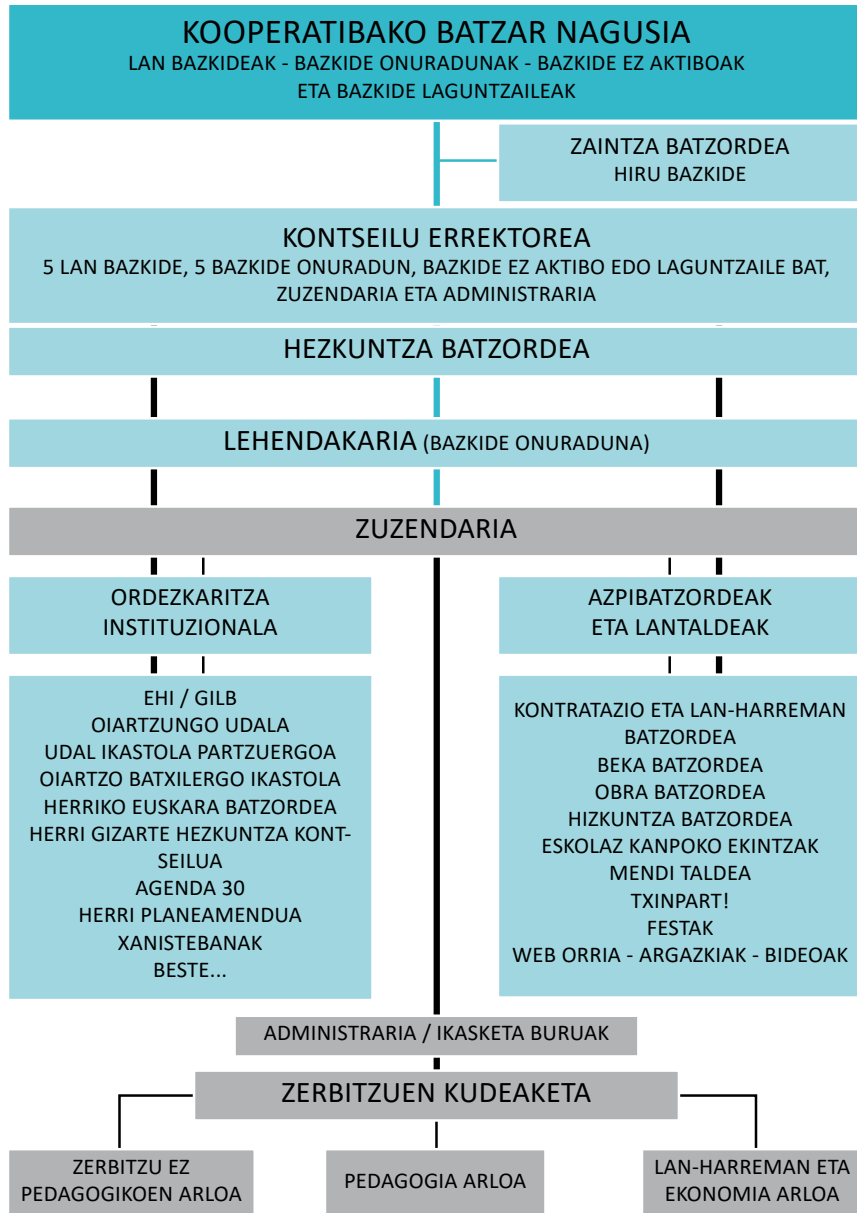 KOOPERATIBAKO BATZAR NAGUSIA
LAN BAZKIDEAK - BAZKIDE ONURADUNAK - BAZKIDE EZ AKTIBOAK
ETA BAZKIDE LAGUNTZAILEAK
ZAINTZA BATZORDEA
HIRU BAZKIDE
KONTSEILU ERREKTOREA
5 LAN BAZKIDE, 5 BAZKIDE ONURADUN, BAZKIDE EZ AKTIBO EDO LAGUNTZAILE BAT,
ZUZENDARIA ETA ADMINISTRARIA
HEZKUNTZA BATZORDEA
LEHENDAKARIA (BAZKIDE ONURADUNA)
ZUZENDARIA
ORDEZKARITZA
INSTITUZIONALA
EHI / GILB
OIARTZUNGO UDALA
UDAL IKASTOLA PARTZUERGOA
OIARTZO BATXILERGO IKASTOLA
HERRIKO EUSKARA BATZORDEA
HERRI GIZARTE HEZKUNTZA KONT-
SEILUA
AGENDA 30
HERRI PLANEAMENDUA
XANISTEBANAK
BESTE...
AZPIBATZORDEAK
ETA LANTALDEAK
KONTRATAZIO ETA LAN-HARREMAN
BATZORDEA
BEKA BATZORDEA
OBRA BATZORDEA
HIZKUNTZA BATZORDEA
ESKOLAZ KANPOKO EKINTZAK
MENDI TALDEA
TXINPART!
FESTAK
WEB ORRIA - ARGAZKIAK - BIDEOAK
ADMINISTRARIA / IKASKETA BURUAK
ZERBITZUEN KUDEAKETA
ZERBITZU EZ
PEDAGOGIKOEN ARLOA
PEDAGOGIA ARLOA
LAN-HARREMAN ETA
EKONOMIA ARLOA